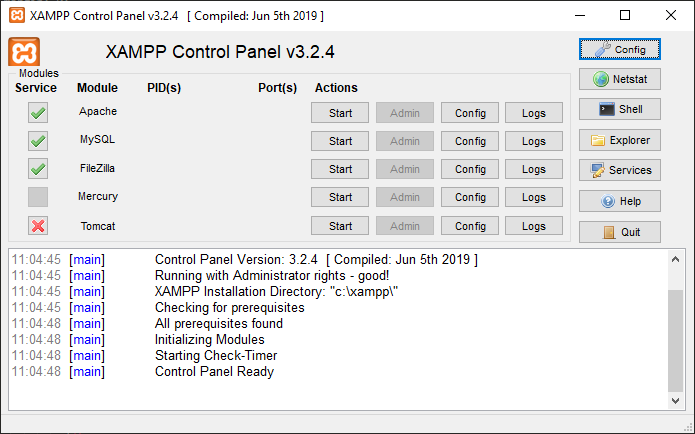 XAMPP Control Panel v3.2.4 [ Compiled: Jun 5th 2019 ]
XAMPP Control Panel v3.2.4
Config
Netstat
Shell
Explorer
Services
Help
Quit
Modules
Service Module PID(s) Port(s) Actions
Apache Start Admin Config Logs
MySQL Start Admin Config Logs
FileZilla Start Admin Config Logs
Mercury Start Admin Config Logs
Tomcat Start Admin Config Logs
11:04:45 [main] Control Panel Version: 3.2.4 [ Compiled: Jun 5th 2019 ]
11:04:45 [main] Running with Administrator rights - good!
11:04:45 [main] XAMPP Installation Directory: "c:\xampp\"
11:04:45 [main] Checking for prerequisites
11:04:48 [main] All prerequisites found
11:04:48 [main] Initializing Modules
11:04:48 [main] Starting Check-Timer
11:04:48 [main] Control Panel Ready